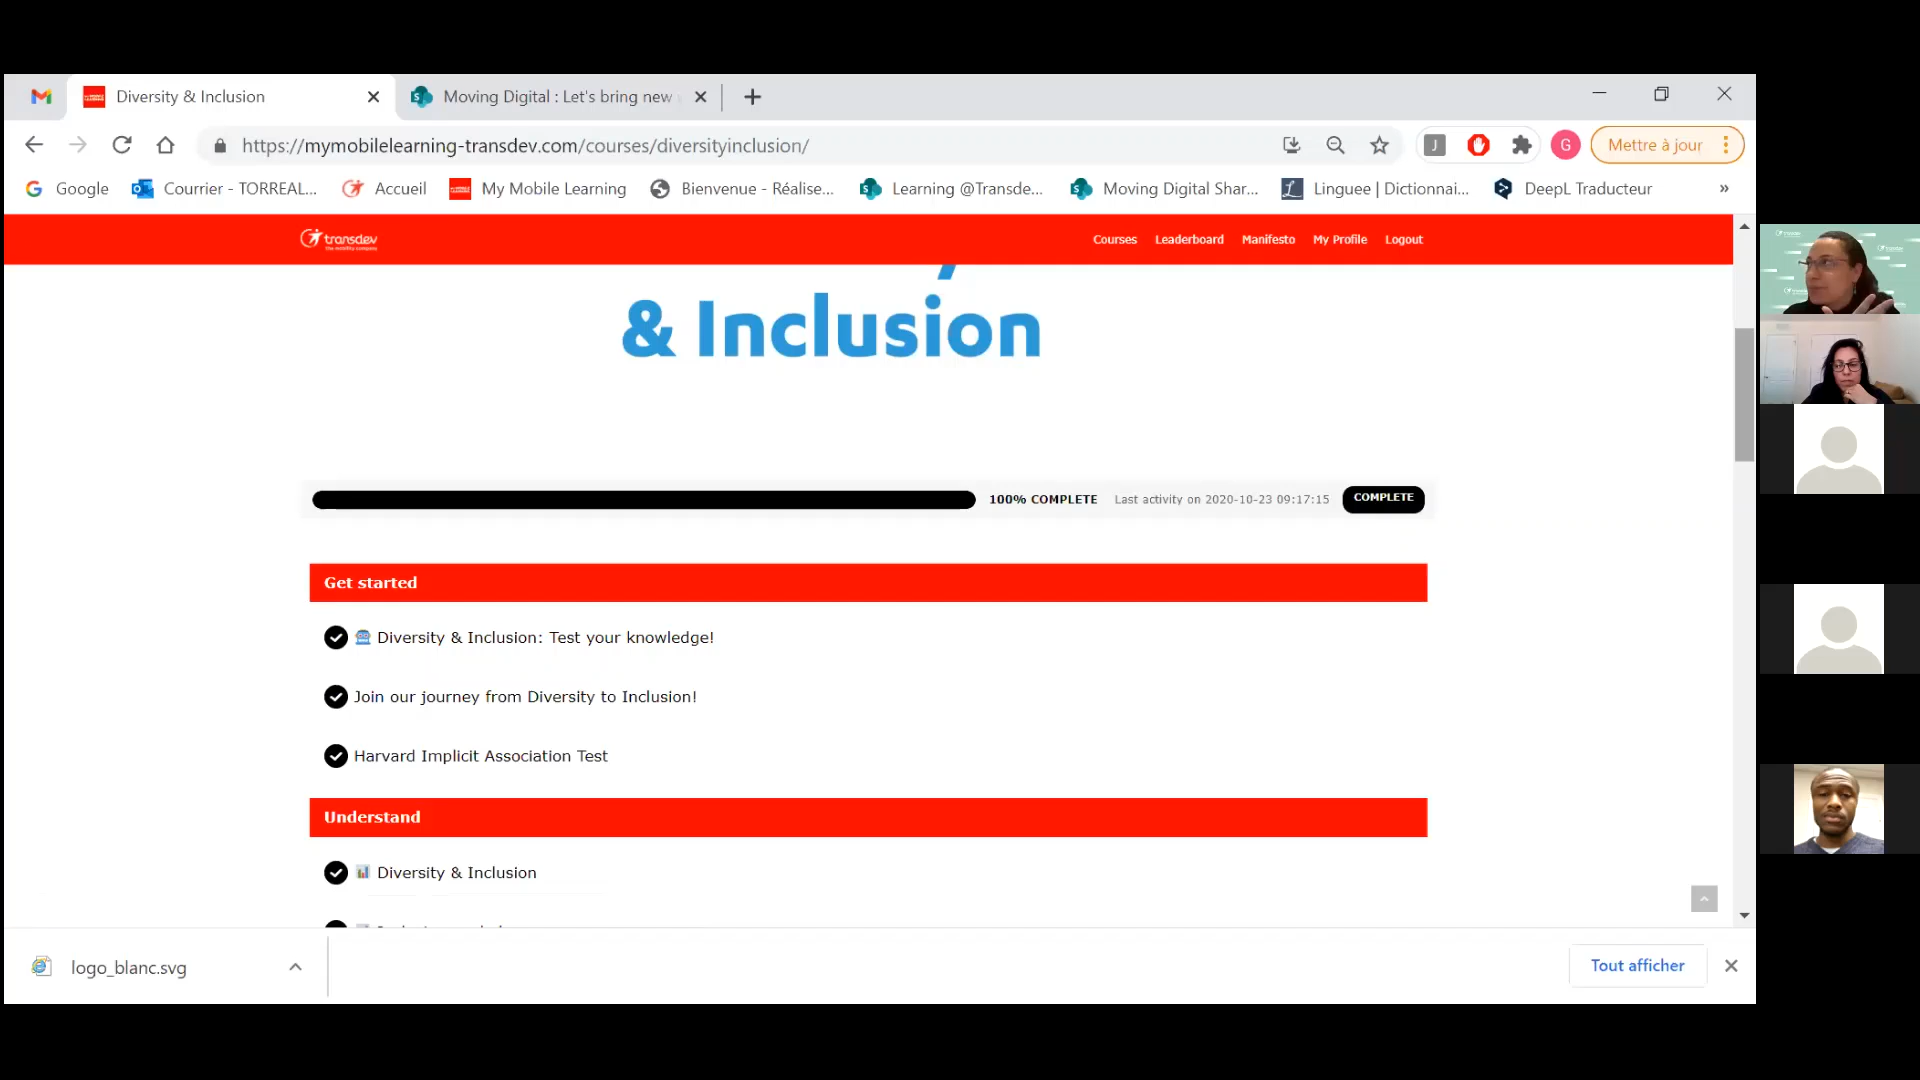 Diversity & Inclusion
Moving Digital : Let's bring new
https://mymobilelearning-transdev.com/courses/diversityinclusion/
J
G
Mettre à jour
Google
Courrier - TORREAL...
Accueil
My Mobile Learning
Bienvenue - Réalise...
Learning @Transde...
Moving Digital Shar...
Linguee | Dictionnai...
DeepL Traducteur
»
transdev
the mobility company
Courses
Leaderboard
Manifesto
My Profile
Logout
& Inclusion
100% COMPLETE
Last activity on 2020-10-23 09:17:15
COMPLETE
Get started
Diversity & Inclusion: Test your knowledge!
Join our journey from Diversity to Inclusion!
Harvard Implicit Association Test
Understand
Diversity & Inclusion
logo_blanc.svg
Tout afficher